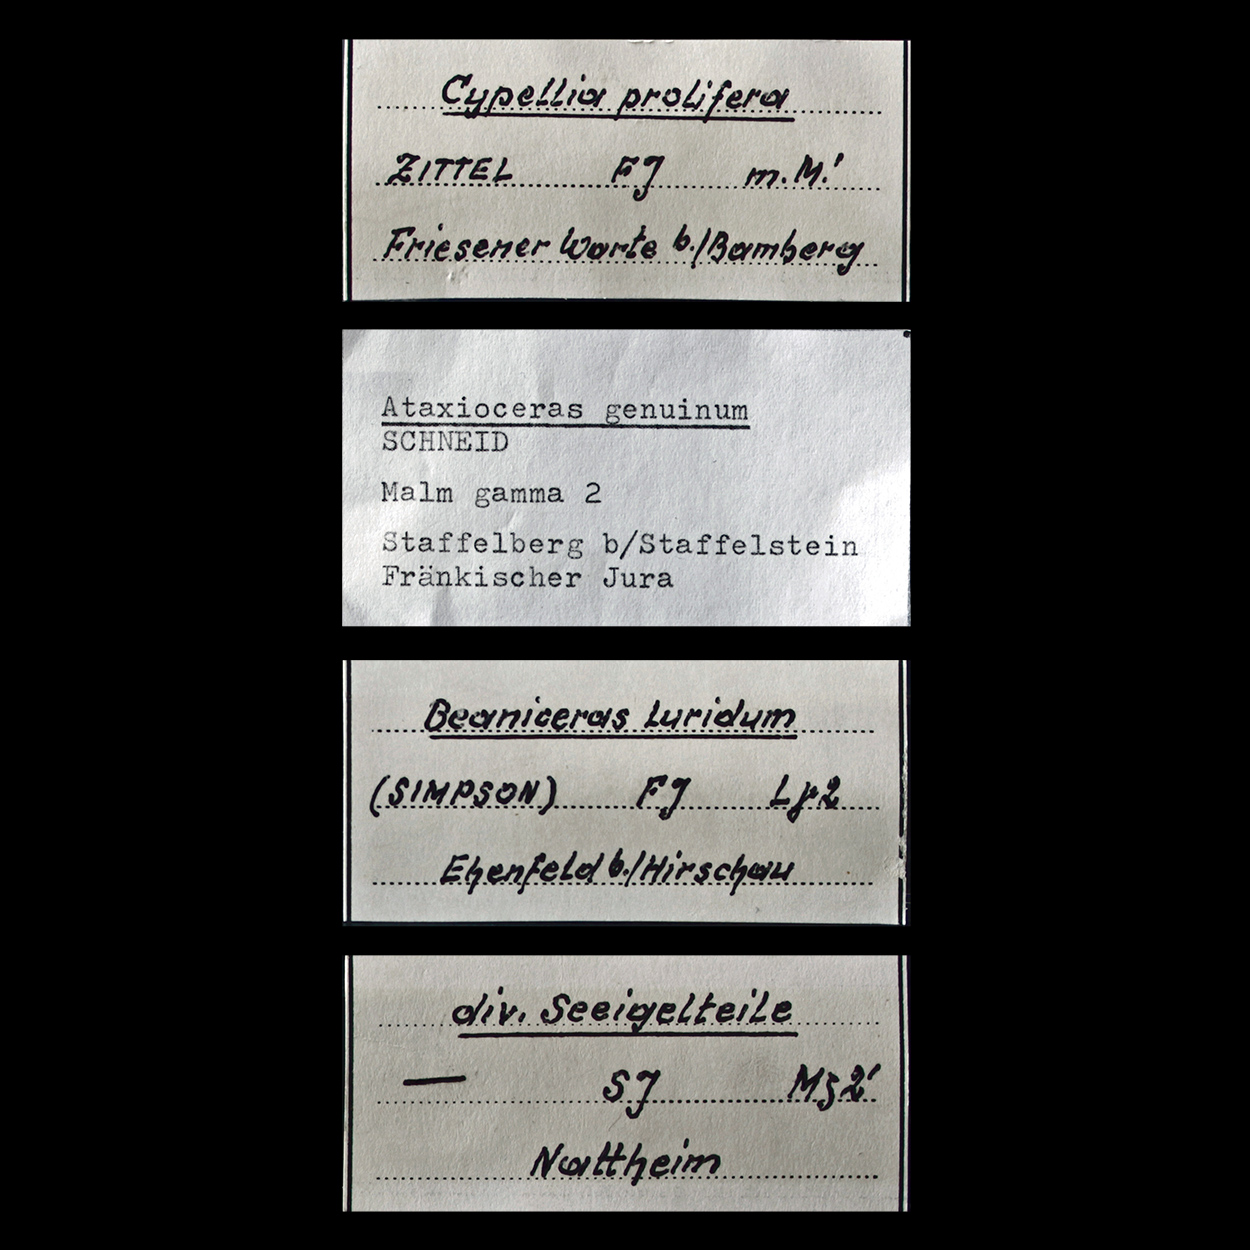 Cypellia prolifera
ZITTEL FJ m.M.'
Friesener Warte b./Bamberg
Ataxioceras genuinum
SCHNEID
Malm gamma 2
Staffelberg b/Staffelstein
Fränkischer Jura
Beaniceras luridum
(SIMPSON) FJ Lγ2
Ehenfeld b./Hirschau
div. Seeigelteile
— SJ Mζ2'
Nattheim